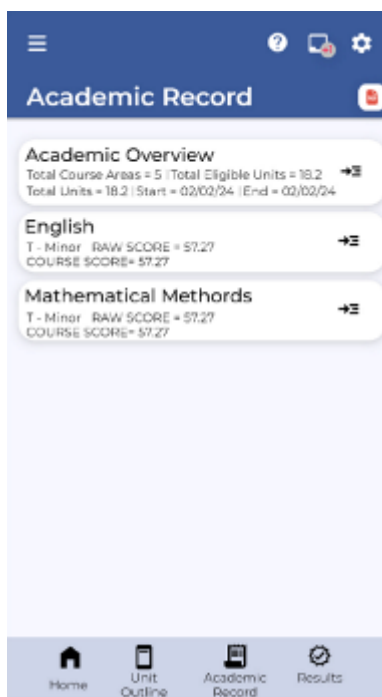 Academic Record
Academic Overview
Total Course Areas = 5 | Total Eligible Units = 18.2
Total Units = 18.2 | Start = 02/02/24 | End = 02/02/24
English
T - Minor RAW SCORE = 57.27
COURSE SCORE= 57.27
Mathematical Methords
T - Minor RAW SCORE = 57.27
COURSE SCORE= 57.27
Home
Unit
Outline
Academic
Record
Results